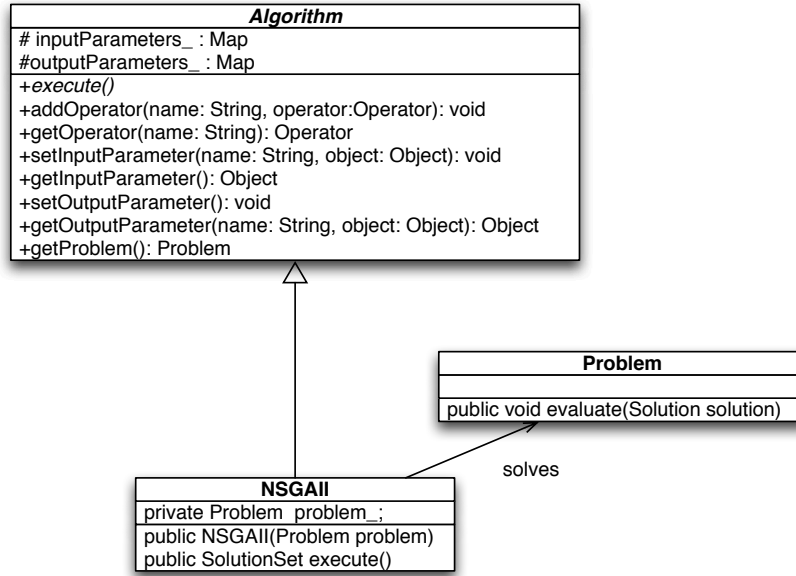 Algorithm
# inputParameters_ : Map
#outputParameters_ : Map
+execute()
+addOperator(name: String, operator:Operator): void
+getOperator(name: String): Operator
+setInputParameter(name: String, object: Object): void
+getInputParameter(): Object
+setOutputParameter(): void
+getOutputParameter(name: String, object: Object): Object
+getProblem(): Problem
Problem
public void evaluate(Solution solution)
solves
NSGAII
private Problem problem_;
public NSGAII(Problem problem)
public SolutionSet execute()